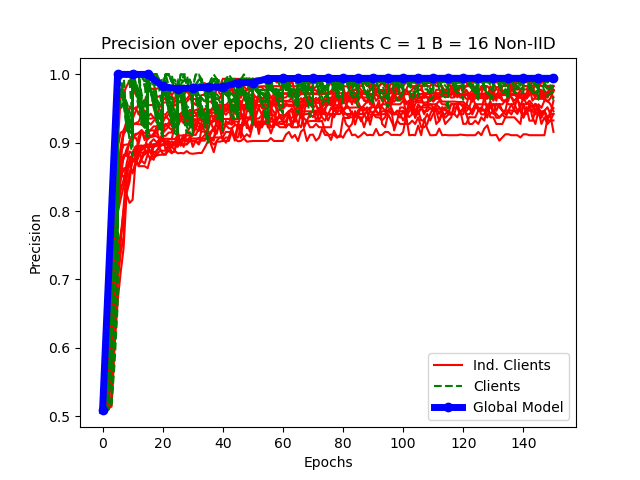 Precision over epochs, 20 clients C = 1 B = 16 Non-IID
1.0
0.9
0.8
0.7
0.6
0.5
Precision
0 20 40 60 80 100 120 140
Epochs
Ind. Clients
Clients
Global Model